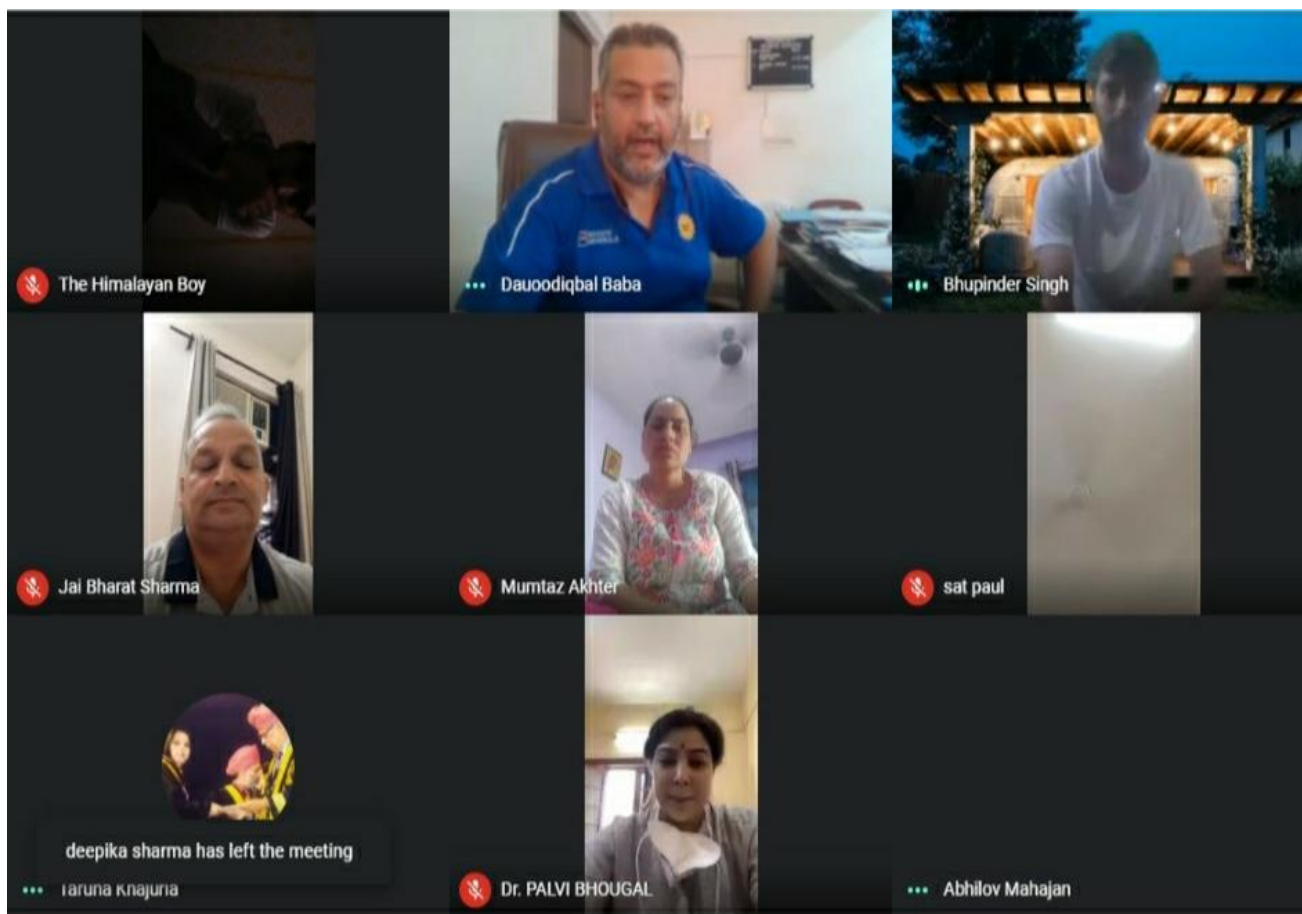 The Himalayan Boy
Dauoodiqbal Baba
Bhupinder Singh
Jai Bharat Sharma
Mumtaz Akhter
sat paul
deepika sharma has left the meeting
Taruna Khajuria
Dr. PALVI BHOUGAL
Abhilov Mahajan